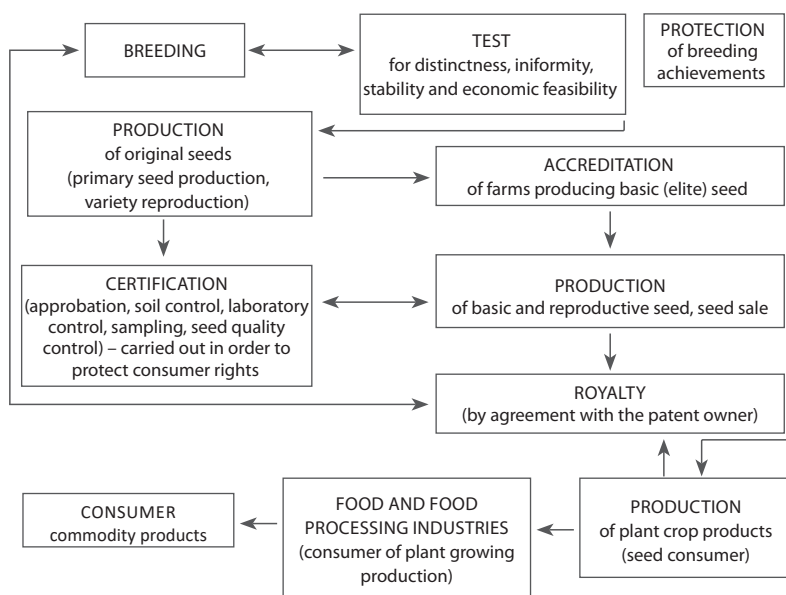 BREEDING
TEST
for distinctness, iniformity,
stability and economic feasibility
PROTECTION
of breeding
achievements
PRODUCTION
of original seeds
(primary seed production,
variety reproduction)
ACCREDITATION
of farms producing basic (elite) seed
CERTIFICATION
(approbation, soil control, laboratory
control, sampling, seed quality
control) – carried out in order to
protect consumer rights
PRODUCTION
of basic and reproductive seed, seed sale
ROYALTY
(by agreement with the patent owner)
CONSUMER
commodity products
FOOD AND FOOD
PROCESSING INDUSTRIES
(consumer of plant growing
production)
PRODUCTION
of plant crop products
(seed consumer)